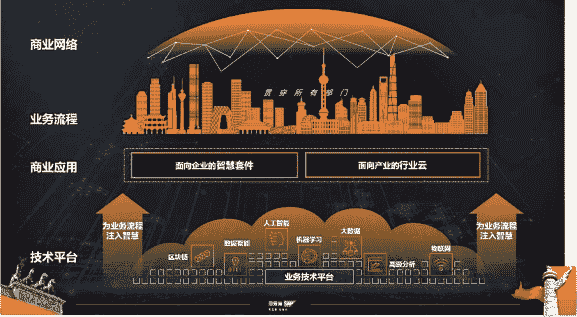 商业网络
贯穿所有部门
业务流程
商业应用
面向企业的智慧套件
面向产业的行业云
为业务流程
注入智慧
为业务流程
注入智慧
人工智能
大数据
数据智能
机器学习
物联网
区块链
高级分析
技术平台
业务技术平台
SAP